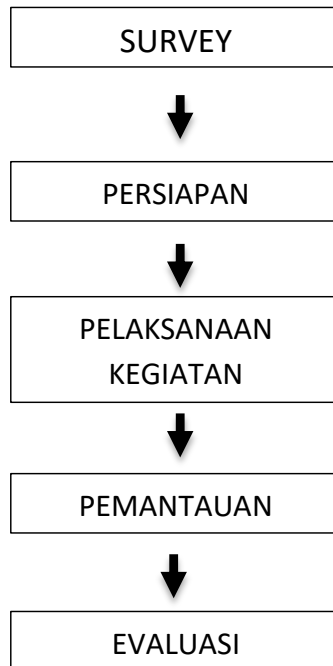 SURVEY
PERSIAPAN
PELAKSANAAN
KEGIATAN
PEMANTAUAN
EVALUASI